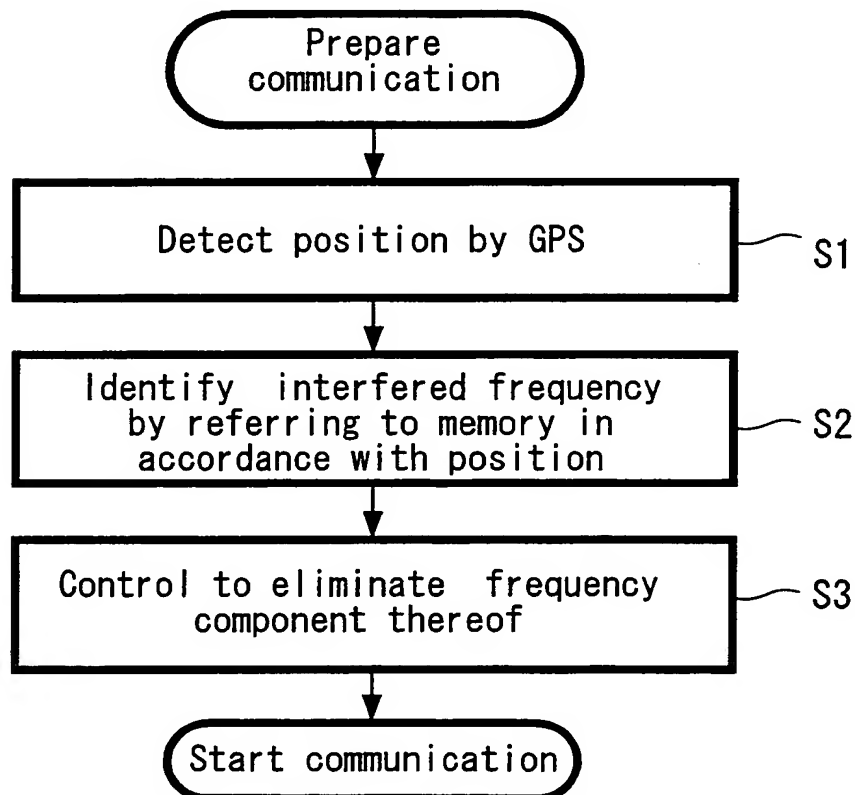 Prepare
communication
Detect position by GPS
S1
Identify interfered frequency
by referring to memory in
accordance with position
S2
Control to eliminate frequency
component thereof
S3
Start communication